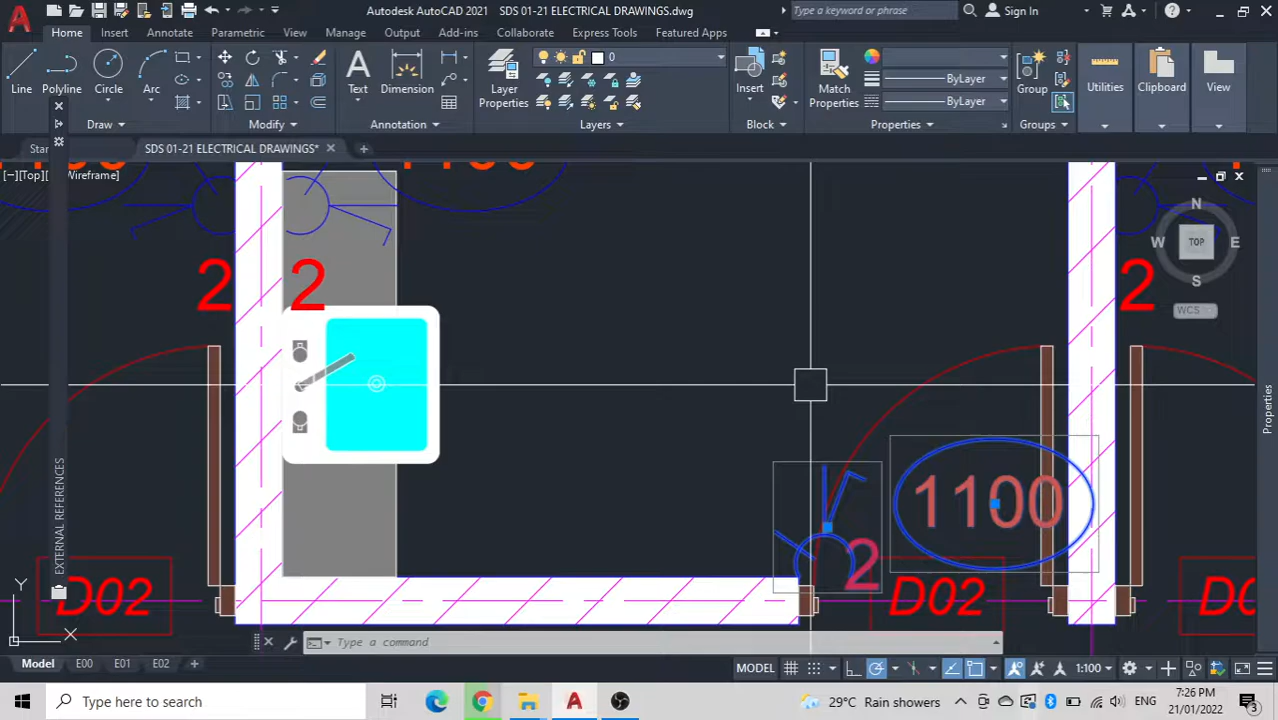 Autodesk AutoCAD 2021 SDS 01-21 ELECTRICAL DRAWINGS.dwg
Type a keyword or phrase
Sign In
Home Insert Annotate Parametric View Manage Output Add-ins Collaborate Express Tools Featured Apps
Line Polyline Circle Arc
Text Dimension
Layer Properties
0
Insert
Match Properties
ByLayer
ByLayer
Group
Utilities Clipboard View
Draw Modify Annotation Layers Block Properties Groups
SDS 01-21 ELECTRICAL DRAWINGS*
[–][Top][
Wireframe]
N
W TOP E
S
WCS
2 2 2
1100
2
D02 D02
EXTERNAL REFERENCES
Properties
Y
X
Type a command
Model E00 E01 E02
MODEL 1:100
Type here to search
29°C Rain showers
ENG
7:26 PM
21/01/2022
3